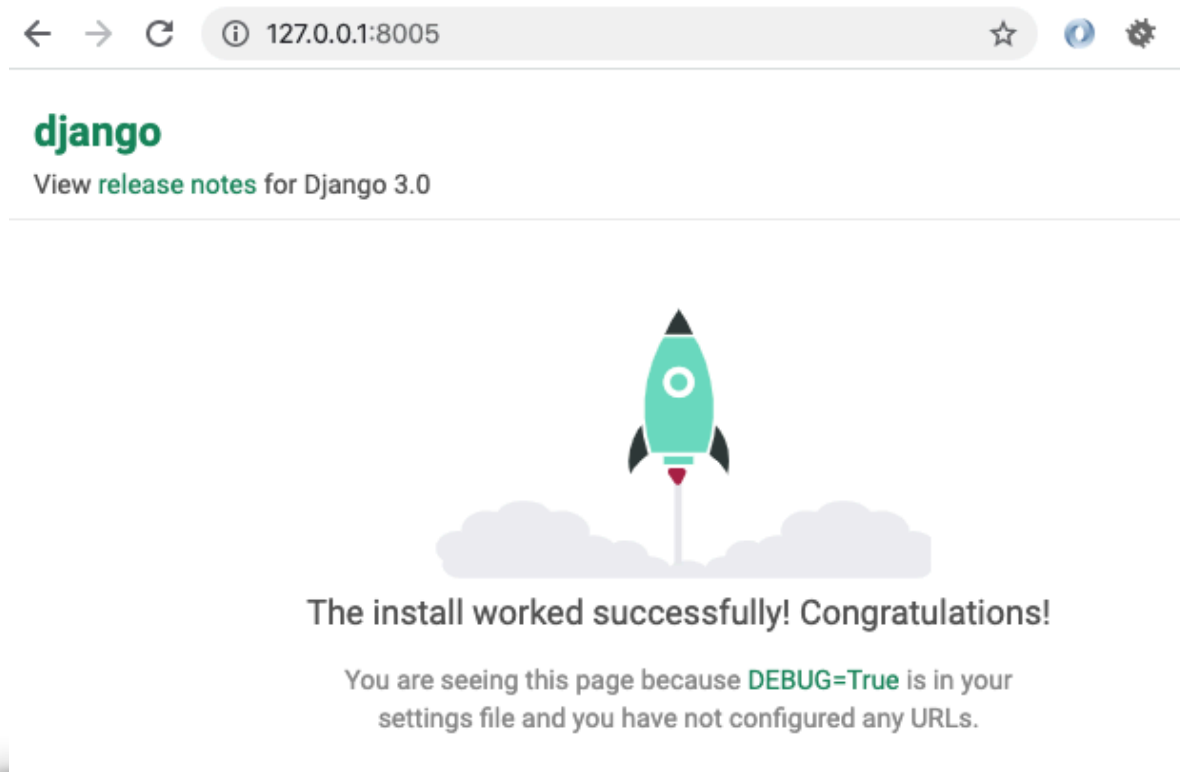 127.0.0.1:8005
django
View release notes for Django 3.0
The install worked successfully! Congratulations!
You are seeing this page because DEBUG=True is in your
settings file and you have not configured any URLs.